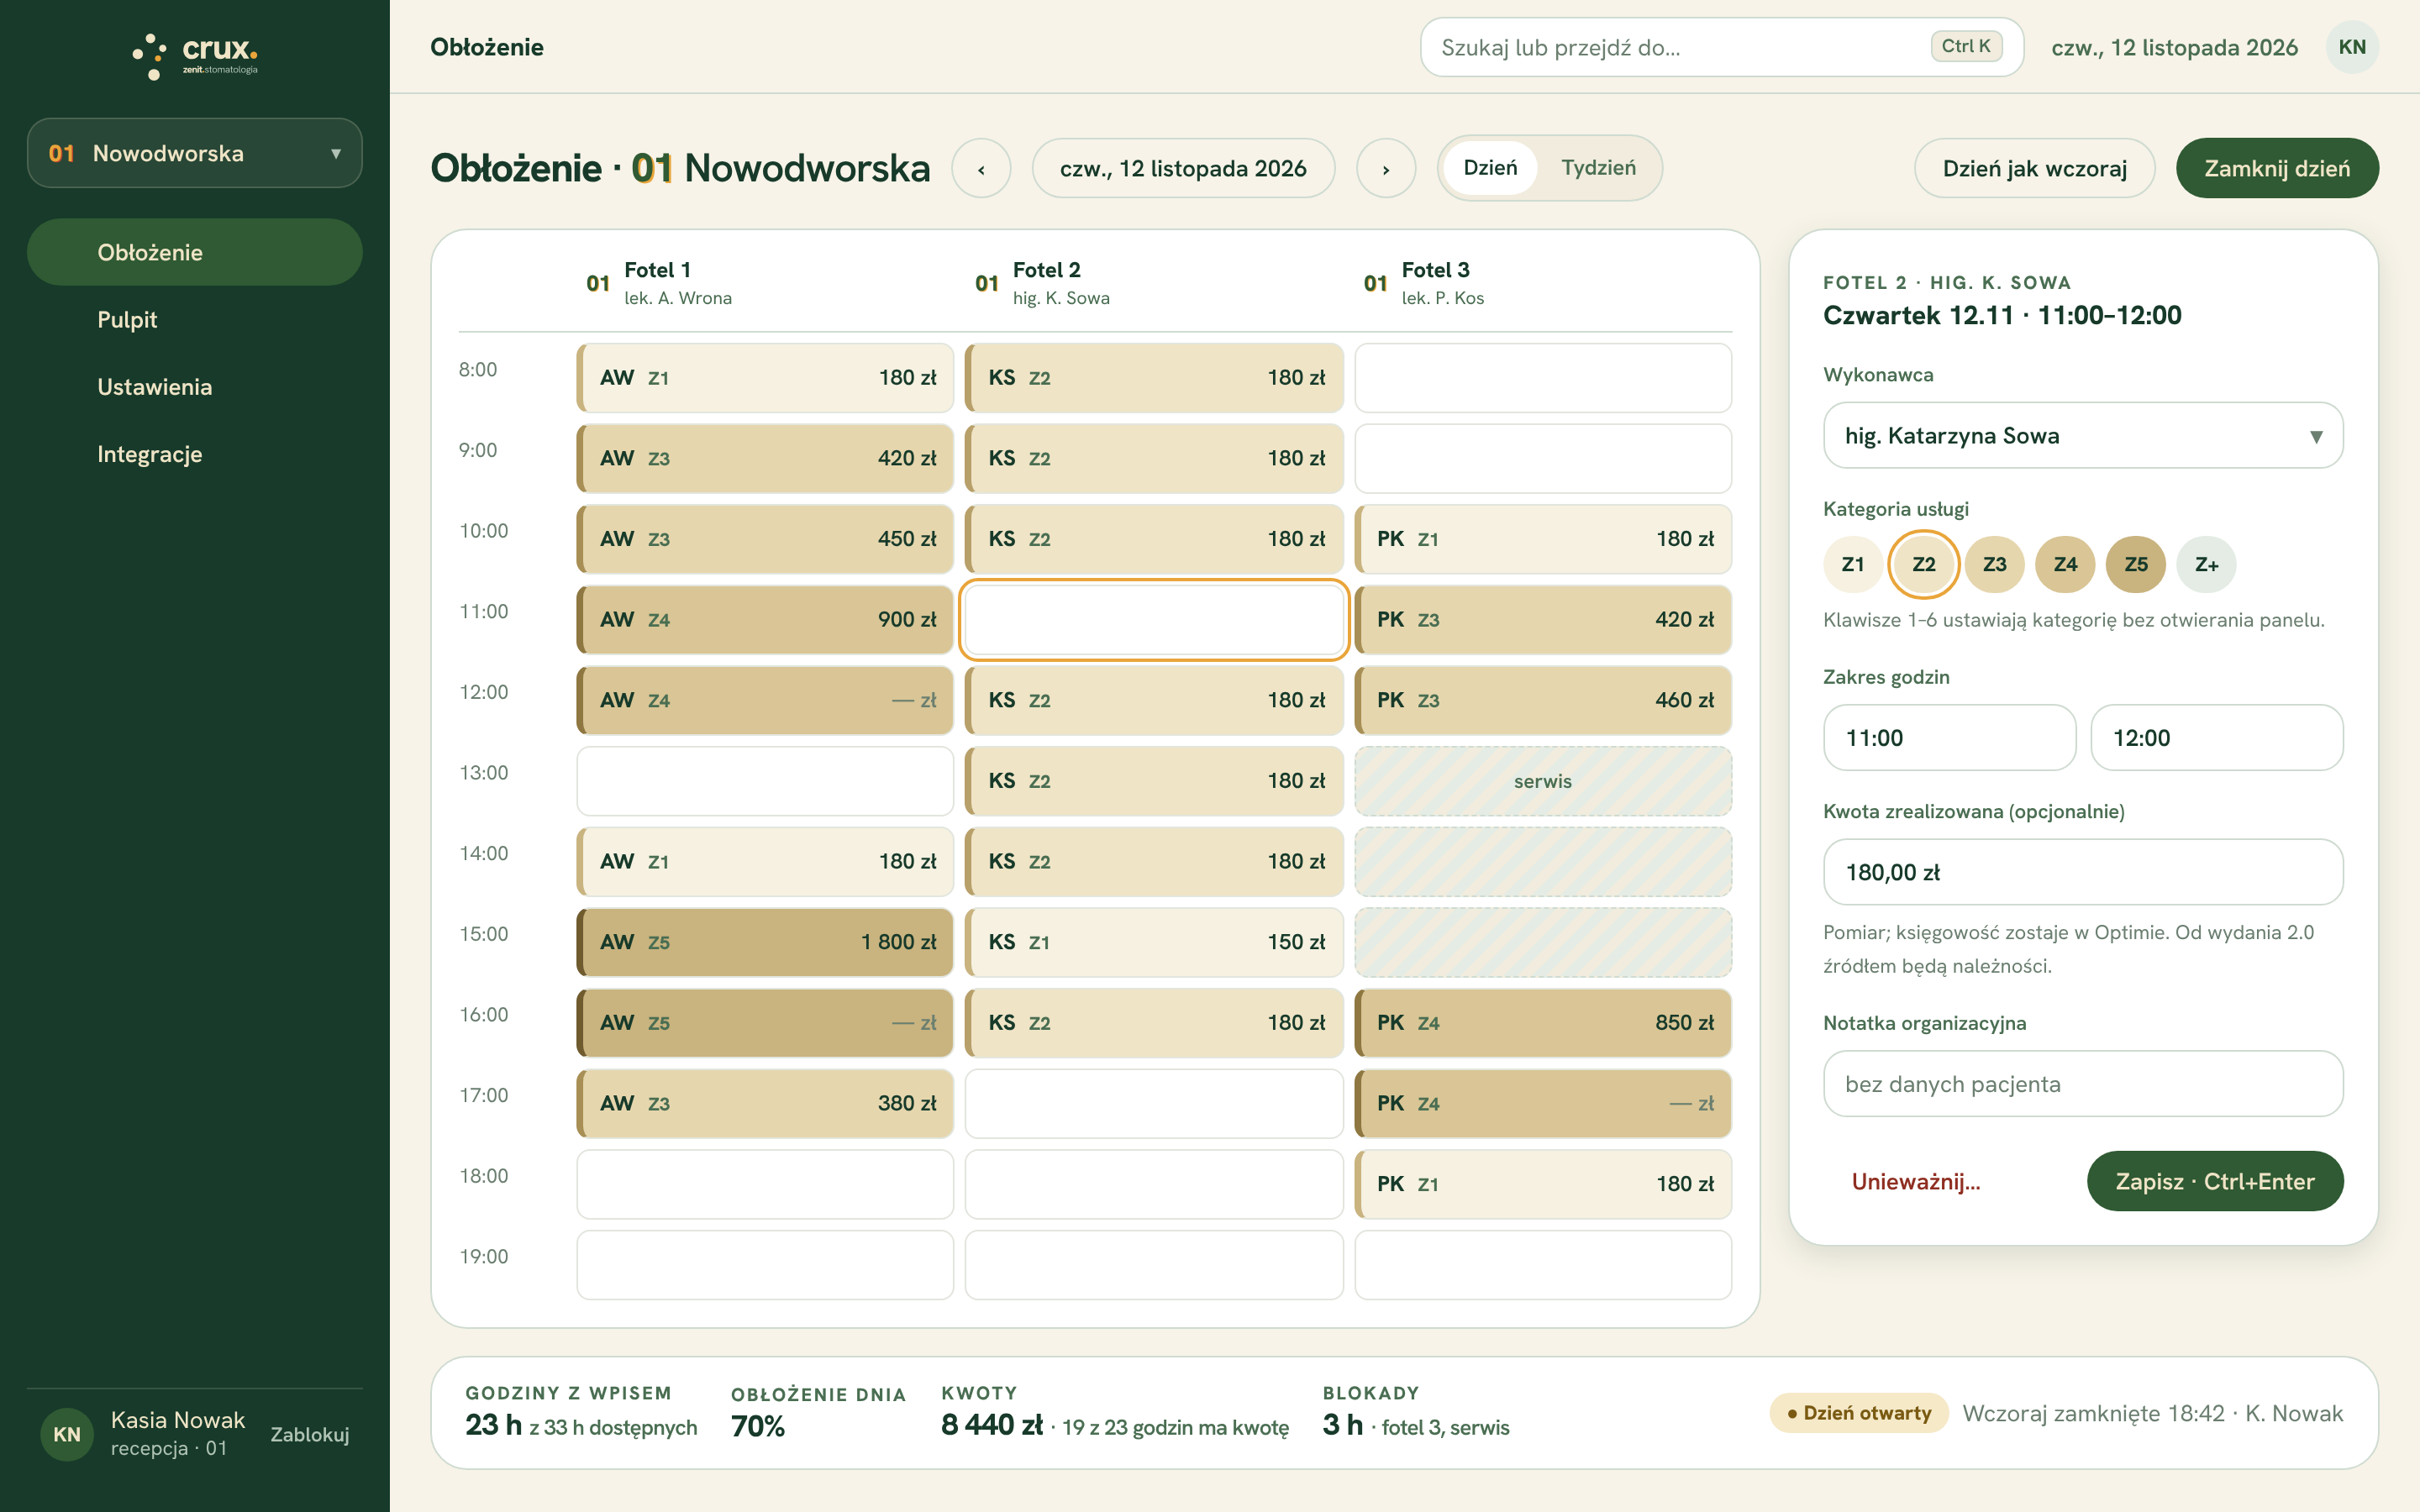 crux.
zenit.stomatologia
01 Nowodworska ▾
Obłożenie
Pulpit
Ustawienia
Integracje
KN
Kasia Nowak
recepcja · 01
Zablokuj
Obłożenie
Szukaj lub przejdź do...
Ctrl K
czw., 12 listopada 2026
KN
Obłożenie · 01 Nowodworska
‹
czw., 12 listopada 2026
›
Dzień
Tydzień
Dzień jak wczoraj
Zamknij dzień
01 Fotel 1
lek. A. Wrona
01 Fotel 2
hig. K. Sowa
01 Fotel 3
lek. P. Kos
8:00
AW Z1 180 zł
KS Z2 180 zł
9:00
AW Z3 420 zł
KS Z2 180 zł
10:00
AW Z3 450 zł
KS Z2 180 zł
PK Z1 180 zł
11:00
AW Z4 900 zł
PK Z3 420 zł
12:00
AW Z4 — zł
KS Z2 180 zł
PK Z3 460 zł
13:00
KS Z2 180 zł
serwis
14:00
AW Z1 180 zł
KS Z2 180 zł
15:00
AW Z5 1 800 zł
KS Z1 150 zł
16:00
AW Z5 — zł
KS Z2 180 zł
PK Z4 850 zł
17:00
AW Z3 380 zł
PK Z4 — zł
18:00
PK Z1 180 zł
19:00
FOTEL 2 · HIG. K. SOWA
Czwartek 12.11 · 11:00–12:00
Wykonawca
hig. Katarzyna Sowa ▾
Kategoria usługi
Z1 Z2 Z3 Z4 Z5 Z+
Klawisze 1–6 ustawiają kategorię bez otwierania panelu.
Zakres godzin
11:00
12:00
Kwota zrealizowana (opcjonalnie)
180,00 zł
Pomiar; księgowość zostaje w Optimie. Od wydania 2.0
źródłem będą należności.
Notatka organizacyjna
bez danych pacjenta
Unieważnij...
Zapisz · Ctrl+Enter
GODZINY Z WPISEM
23 h z 33 h dostępnych
OBŁOŻENIE DNIA
70%
KWOTY
8 440 zł · 19 z 23 godzin ma kwotę
BLOKADY
3 h · fotel 3, serwis
● Dzień otwarty
Wczoraj zamknięte 18:42 · K. Nowak